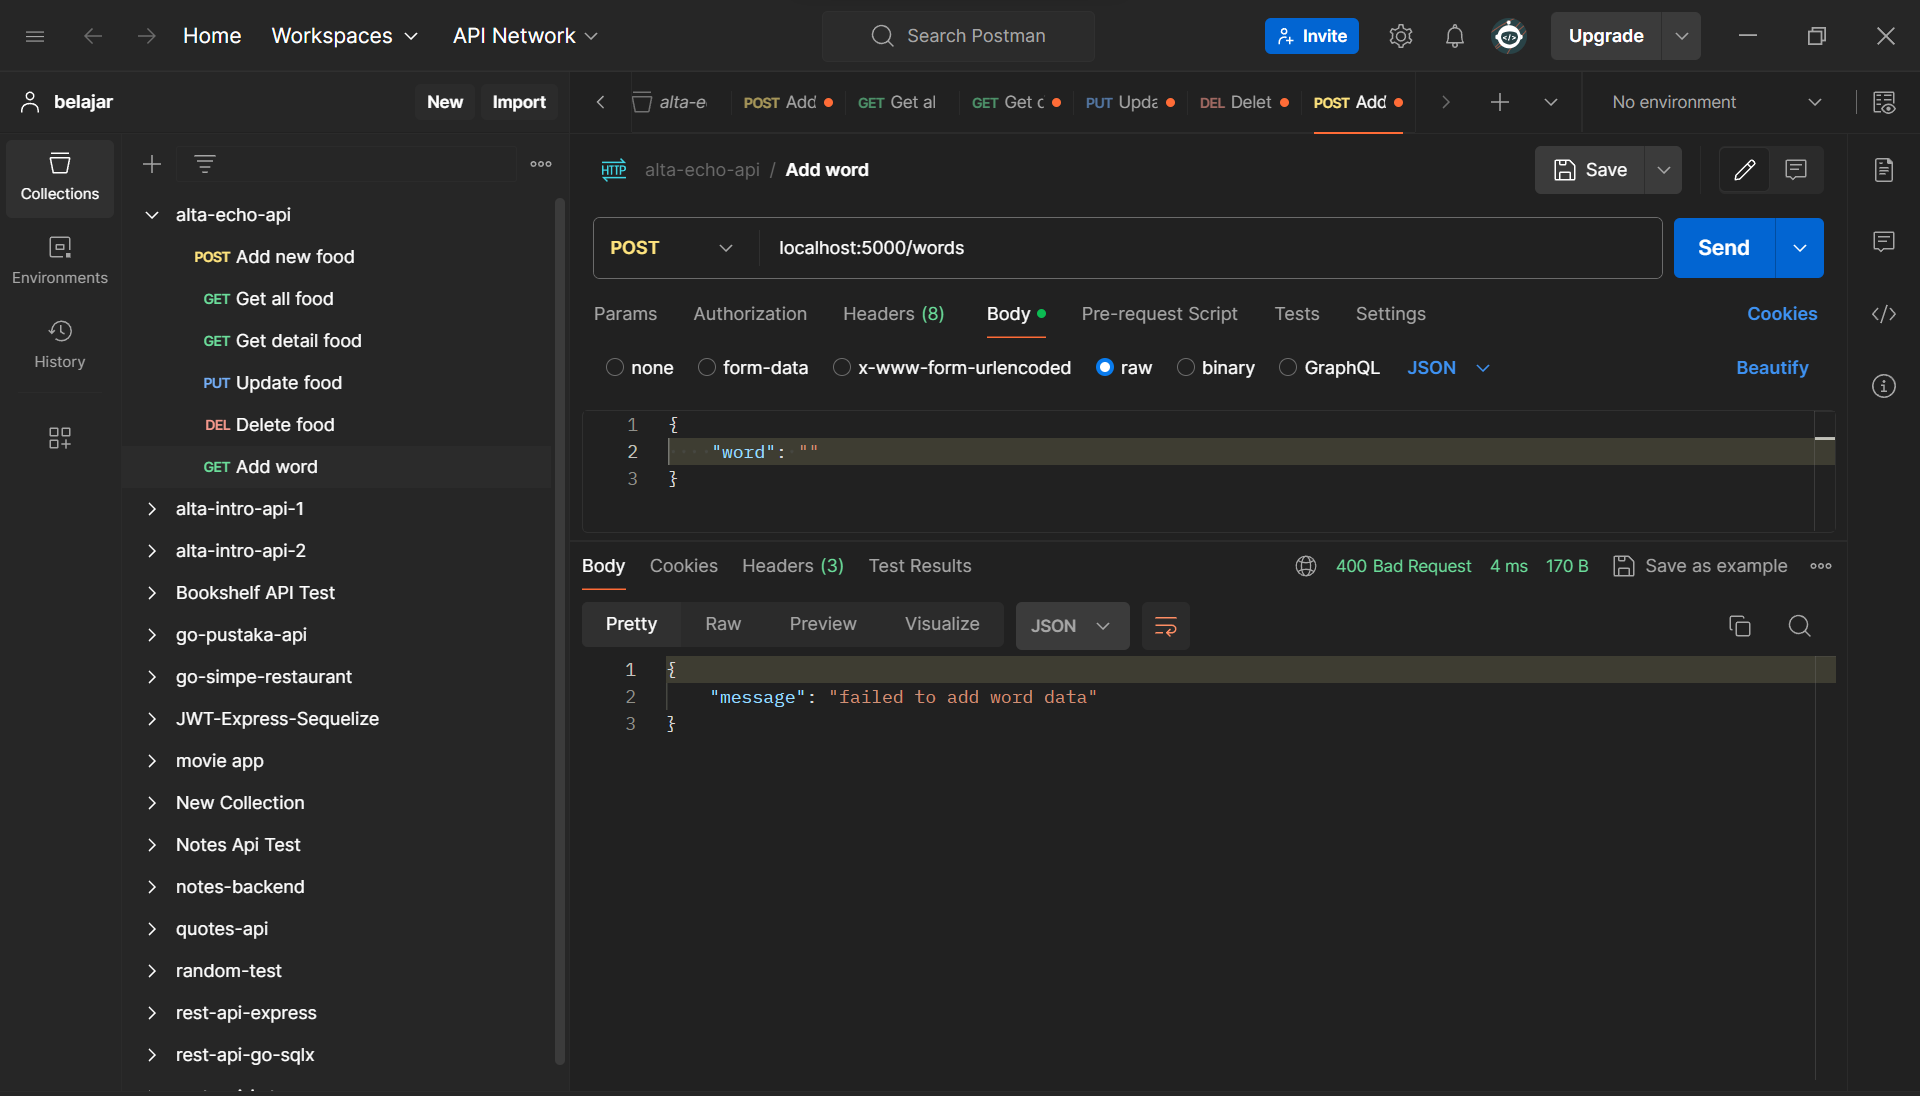 Home Workspaces API Network Search Postman Invite Upgrade
belajar New Import
alta-e POST Add GET Get al GET Get c PUT Upda DEL Delet POST Add No environment
Collections
Environments
History
alta-echo-api
POST Add new food
GET Get all food
GET Get detail food
PUT Update food
DEL Delete food
GET Add word
alta-intro-api-1
alta-intro-api-2
Bookshelf API Test
go-pustaka-api
go-simpe-restaurant
JWT-Express-Sequelize
movie app
New Collection
Notes Api Test
notes-backend
quotes-api
random-test
rest-api-express
rest-api-go-sqlx
HTTP alta-echo-api / Add word Save
POST localhost:5000/words Send
Params Authorization Headers (8) Body Pre-request Script Tests Settings Cookies
none form-data x-www-form-urlencoded raw binary GraphQL JSON Beautify
1 {
2 "word": ""
3 }
Body Cookies Headers (3) Test Results 400 Bad Request 4 ms 170 B Save as example
Pretty Raw Preview Visualize JSON
1 {
2 "message": "failed to add word data"
3 }